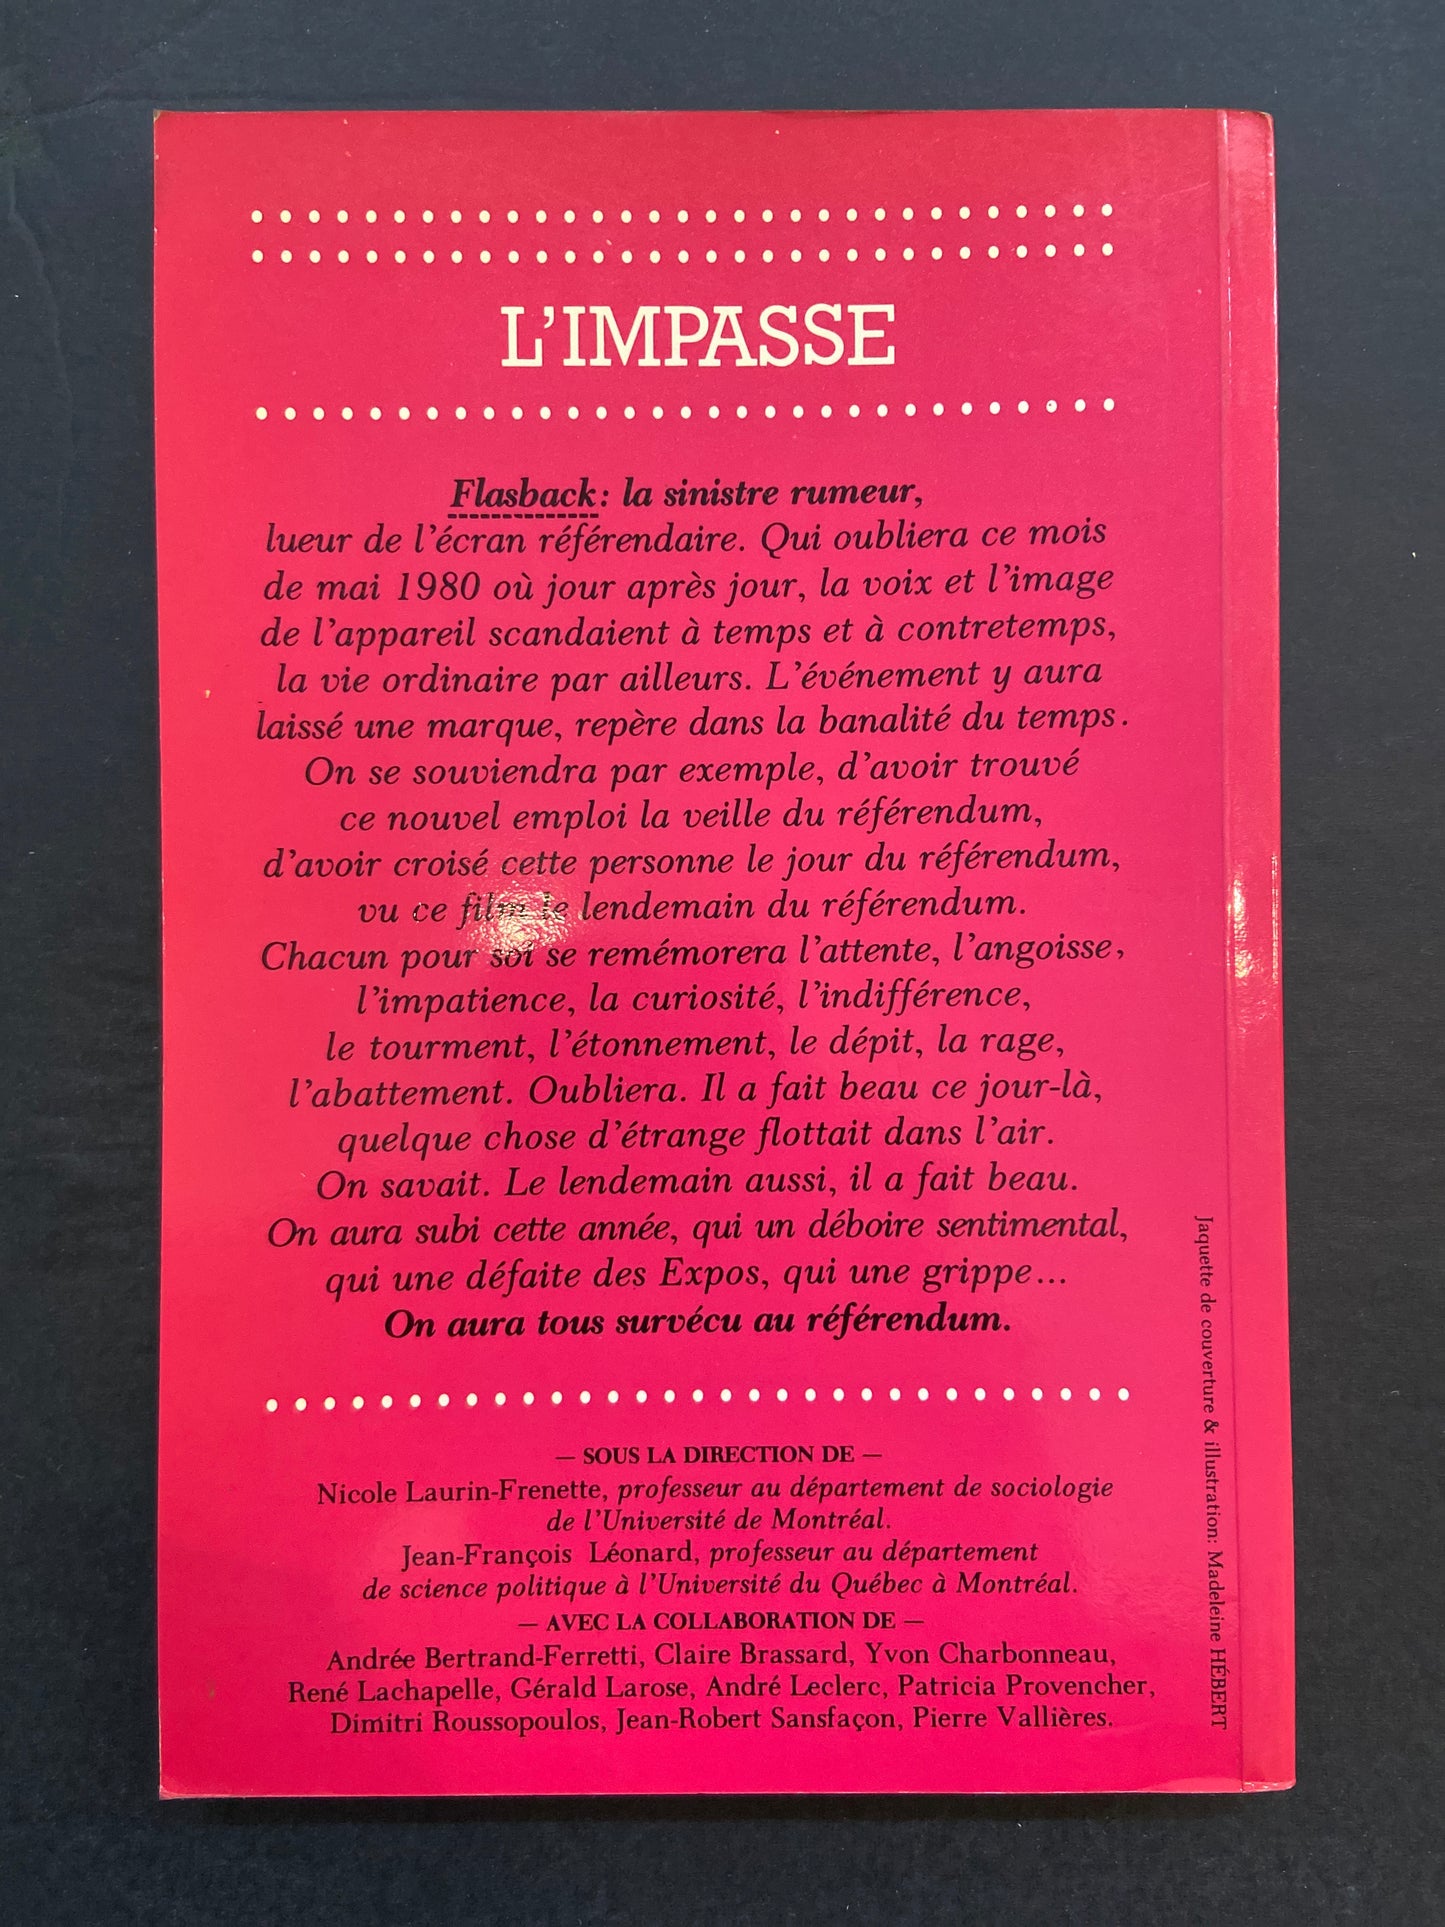 L'IMPASSE
Flasback: la sinistre rumeur,
lueur de l'écran référendaire. Qui oubliera ce mois
de mai 1980 où jour après jour, la voix et l'image
de l'appareil scandaient à temps et à contretemps,
la vie ordinaire par ailleurs. L'événement y aura
laissé une marque, repère dans la banalité du temps.
On se souviendra par exemple, d'avoir trouvé
ce nouvel emploi la veille du référendum,
d'avoir croisé cette personne le jour du référendum,
vu ce film le lendemain du référendum.
Chacun pour soi se remémorera l'attente, l'angoisse,
l'impatience, la curiosité, l'indifférence,
le tourment, l'étonnement, le dépit, la rage,
l'abattement. Oubliera. Il a fait beau ce jour-là,
quelque chose d'étrange flottait dans l'air.
On savait. Le lendemain aussi, il a fait beau.
On aura subi cette année, qui un déboire sentimental,
qui une défaite des Expos, qui une grippe...
On aura tous survécu au référendum.
— SOUS LA DIRECTION DE —
Nicole Laurin-Frenette, professeur au département de sociologie
de l'Université de Montréal.
Jean-François Léonard, professeur au département
de science politique à l'Université du Québec à Montréal.
— AVEC LA COLLABORATION DE —
Andrée Bertrand-Ferretti, Claire Brassard, Yvon Charbonneau,
René Lachapelle, Gérald Larose, André Leclerc, Patricia Provencher,
Dimitri Roussopoulos, Jean-Robert Sansfaçon, Pierre Vallières.
Jaquette de couverture & illustration: Madeleine HÉBERT